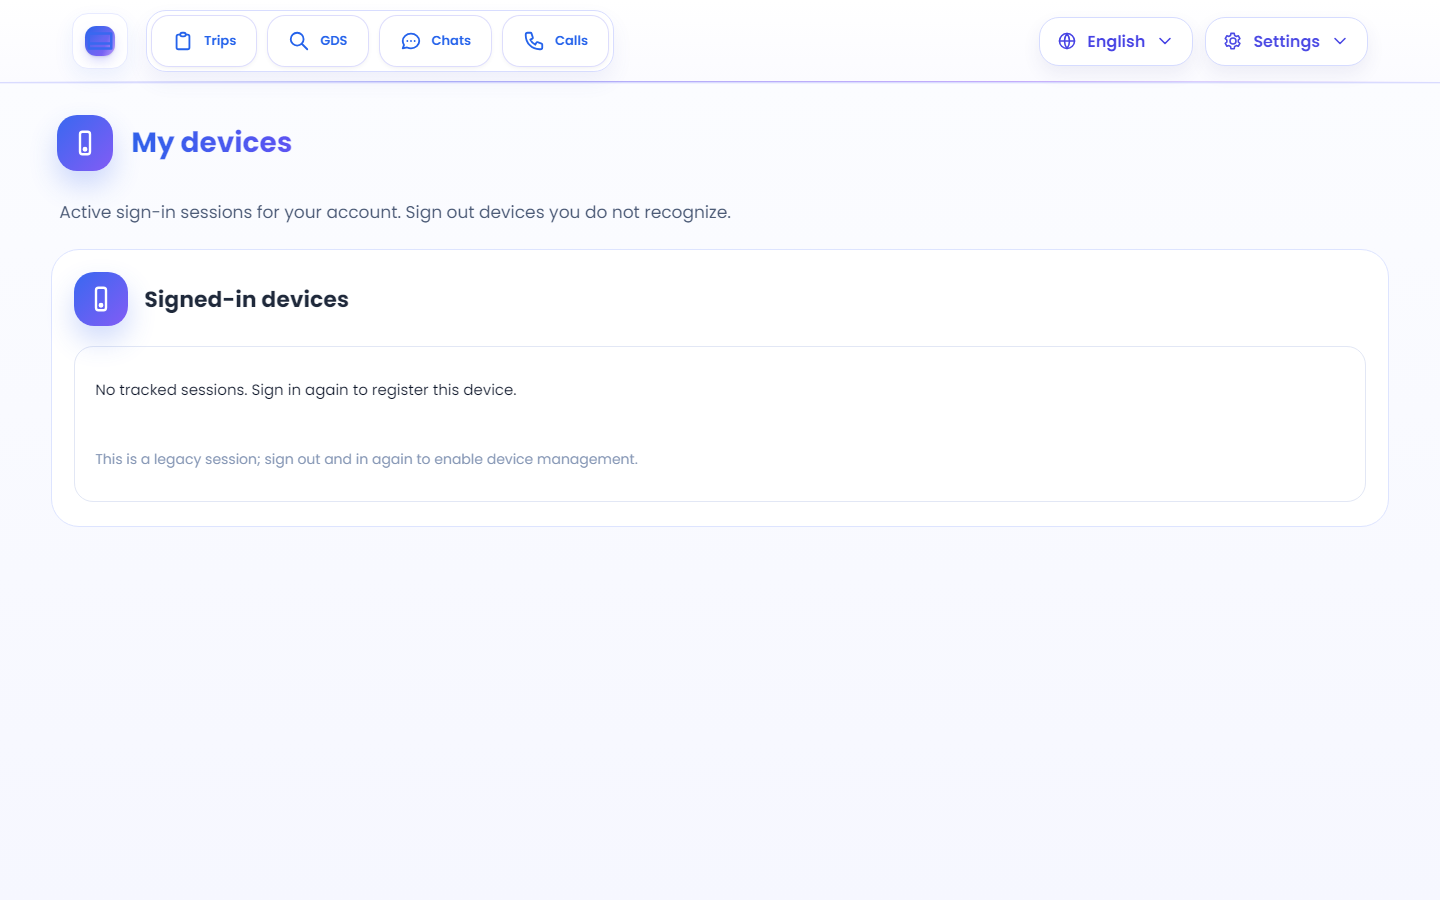 Trips
GDS
Chats
Calls
English
Settings
My devices
Active sign-in sessions for your account. Sign out devices you do not recognize.
Signed-in devices
No tracked sessions. Sign in again to register this device.
This is a legacy session; sign out and in again to enable device management.